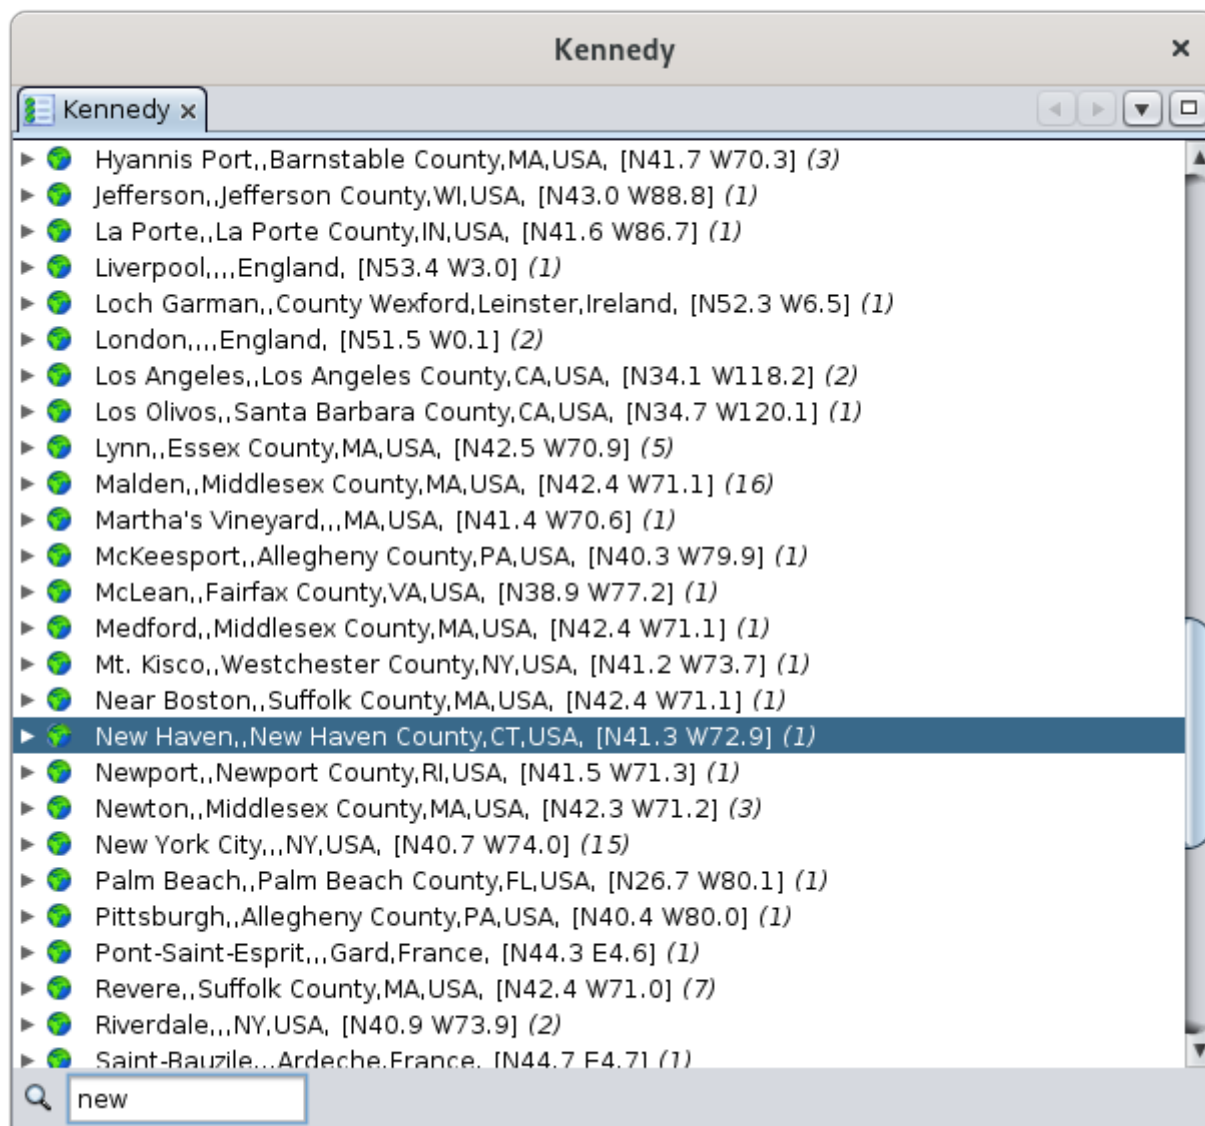 Kennedy
Kennedy
Hyannis Port,,Barnstable County,MA,USA, [N41.7 W70.3] (3)
Jefferson,,Jefferson County,WI,USA, [N43.0 W88.8] (1)
La Porte,,La Porte County,IN,USA, [N41.6 W86.7] (1)
Liverpool,,,,England, [N53.4 W3.0] (1)
Loch Garman,,County Wexford,Leinster,Ireland, [N52.3 W6.5] (1)
London,,,,England, [N51.5 W0.1] (2)
Los Angeles,,Los Angeles County,CA,USA, [N34.1 W118.2] (2)
Los Olivos,,Santa Barbara County,CA,USA, [N34.7 W120.1] (1)
Lynn,,Essex County,MA,USA, [N42.5 W70.9] (5)
Malden,,Middlesex County,MA,USA, [N42.4 W71.1] (16)
Martha's Vineyard,,,MA,USA, [N41.4 W70.6] (1)
McKeesport,,Allegheny County,PA,USA, [N40.3 W79.9] (1)
McLean,,Fairfax County,VA,USA, [N38.9 W77.2] (1)
Medford,,Middlesex County,MA,USA, [N42.4 W71.1] (1)
Mt. Kisco,,Westchester County,NY,USA, [N41.2 W73.7] (1)
Near Boston,,Suffolk County,MA,USA, [N42.4 W71.1] (1)
New Haven,,New Haven County,CT,USA, [N41.3 W72.9] (1)
Newport,,Newport County,RI,USA, [N41.5 W71.3] (1)
Newton,,Middlesex County,MA,USA, [N42.3 W71.2] (3)
New York City,,,NY,USA, [N40.7 W74.0] (15)
Palm Beach,,Palm Beach County,FL,USA, [N26.7 W80.1] (1)
Pittsburgh,,Allegheny County,PA,USA, [N40.4 W80.0] (1)
Pont-Saint-Esprit,,,Gard,France, [N44.3 E4.6] (1)
Revere,,Suffolk County,MA,USA, [N42.4 W71.0] (7)
Riverdale,,,NY,USA, [N40.9 W73.9] (2)
Saint-Bauzile,,,Ardeche,France, [N44.7 E4.7] (1)
new